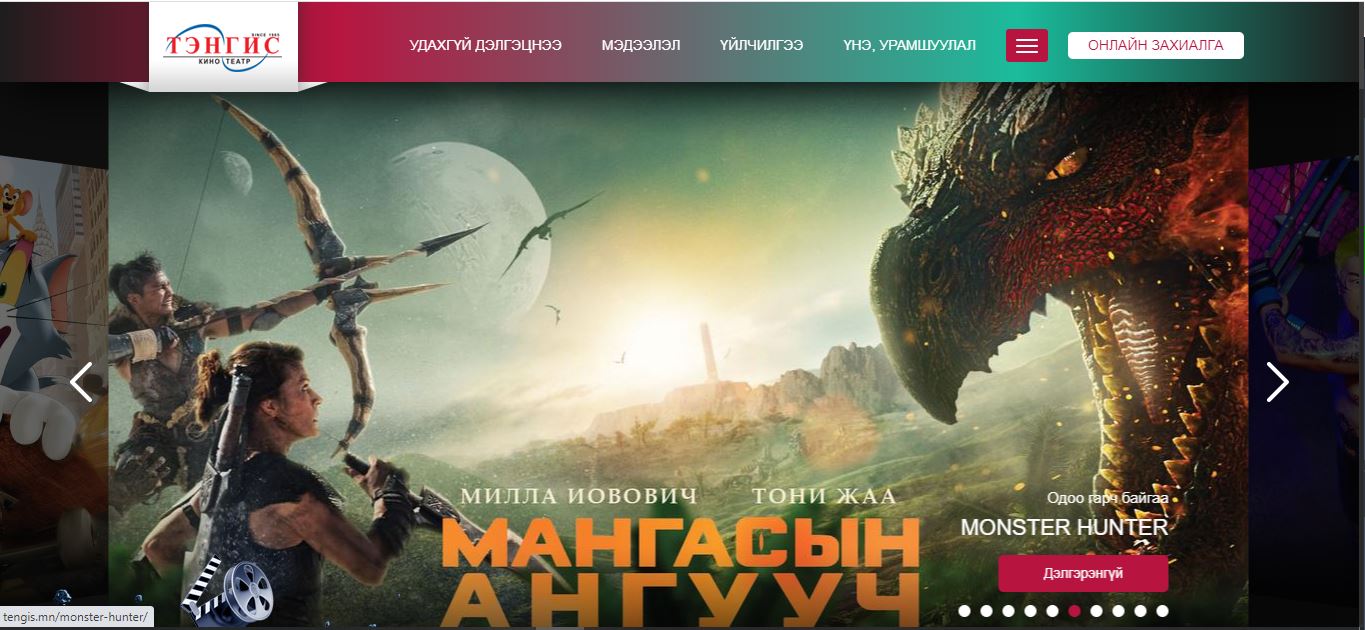 ТЭНГИС
SINCE 1995
КИНО ТЕАТР
УДАХГҮЙ ДЭЛГЭЦНЭЭ
МЭДЭЭЛЭЛ
ҮЙЛЧИЛГЭЭ
ҮНЭ, УРАМШУУЛАЛ
ОНЛАЙН ЗАХИАЛГА
МИЛЛА ИОВОВИЧ ТОНИ ЖАА
МАНГАСЫН
АНГУУЧ
Одоо гарч байгаа
MONSTER HUNTER
Дэлгэрэнгүй
tengis.mn/monster-hunter/